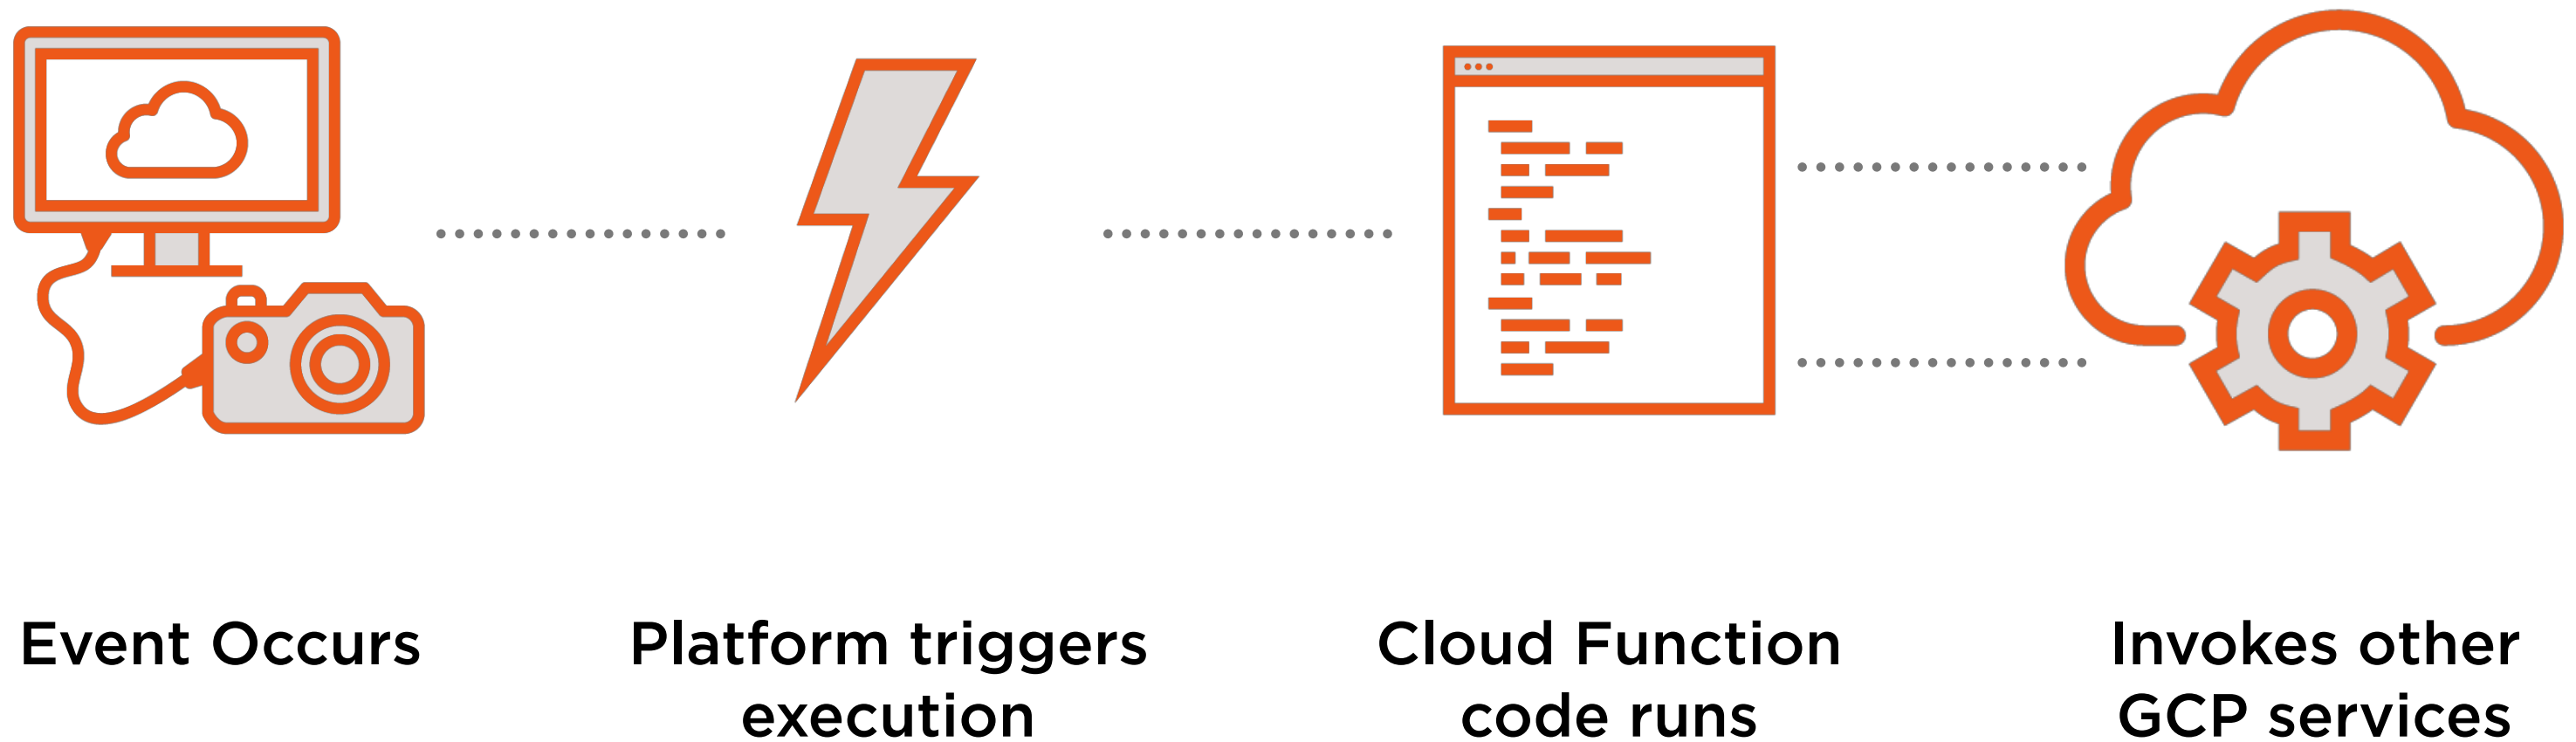 Event Occurs
Platform triggers
execution
Cloud Function
code runs
Invokes other
GCP services